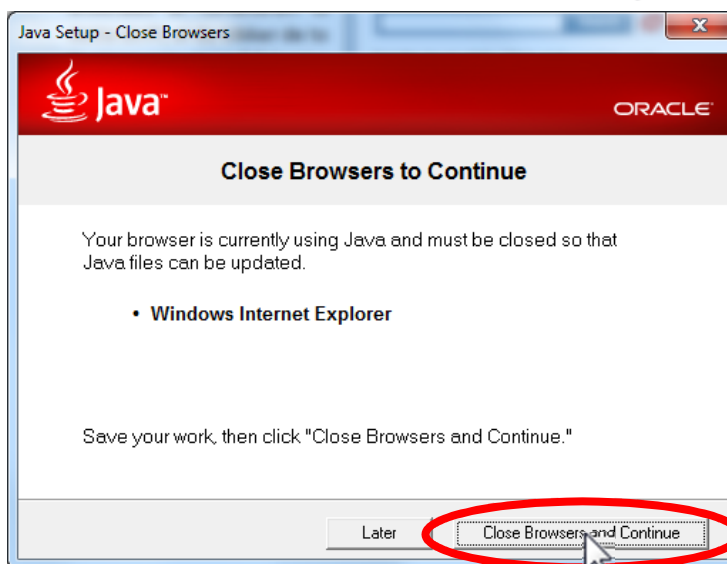 Java Setup - Close Browsers
Java™
ORACLE
Close Browsers to Continue
Your browser is currently using Java and must be closed so that
Java files can be updated.
• Windows Internet Explorer
Save your work, then click "Close Browsers and Continue."
Later
Close Browsers and Continue